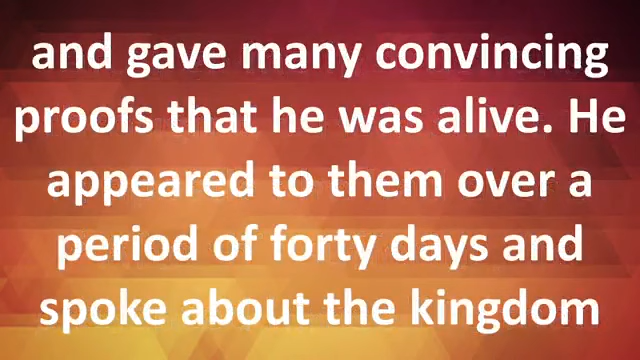 and gave many convincing
proofs that he was alive. He
appeared to them over a
period of forty days and
spoke about the kingdom